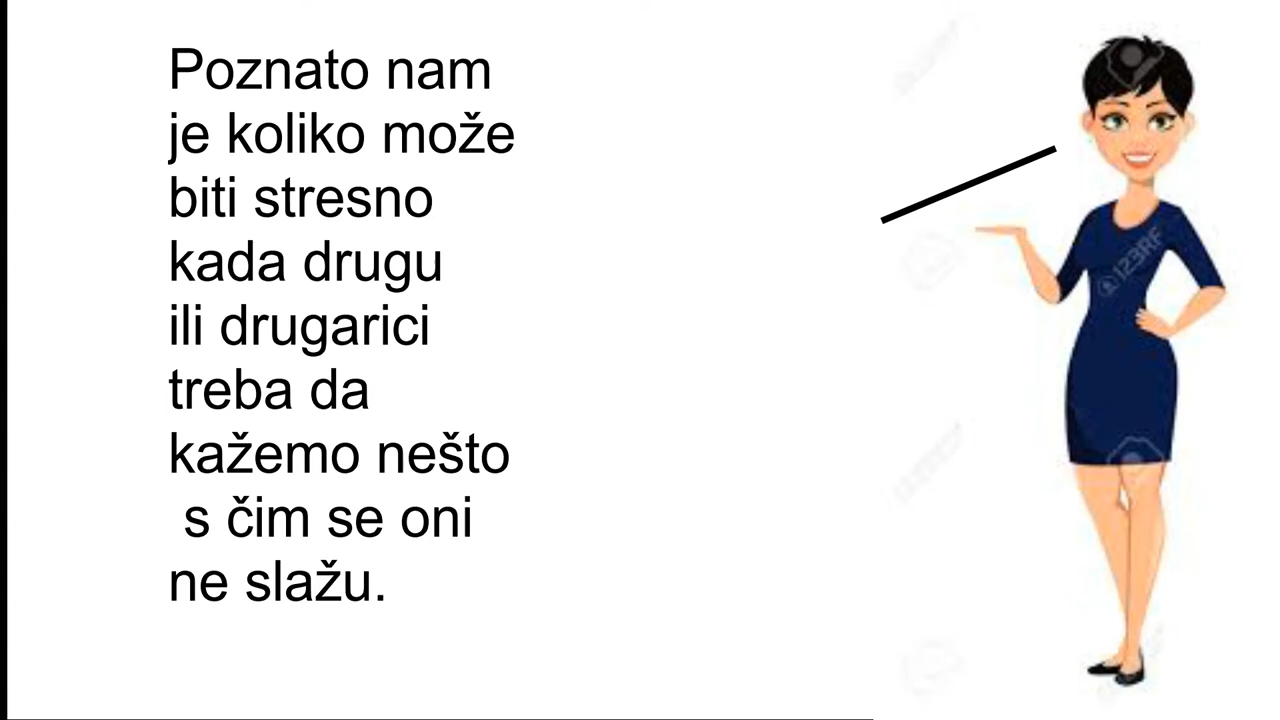 Poznato nam
je koliko može
biti stresno
kada drugu
ili drugarici
treba da
kažemo nešto
s čim se oni
ne slažu.
123RF